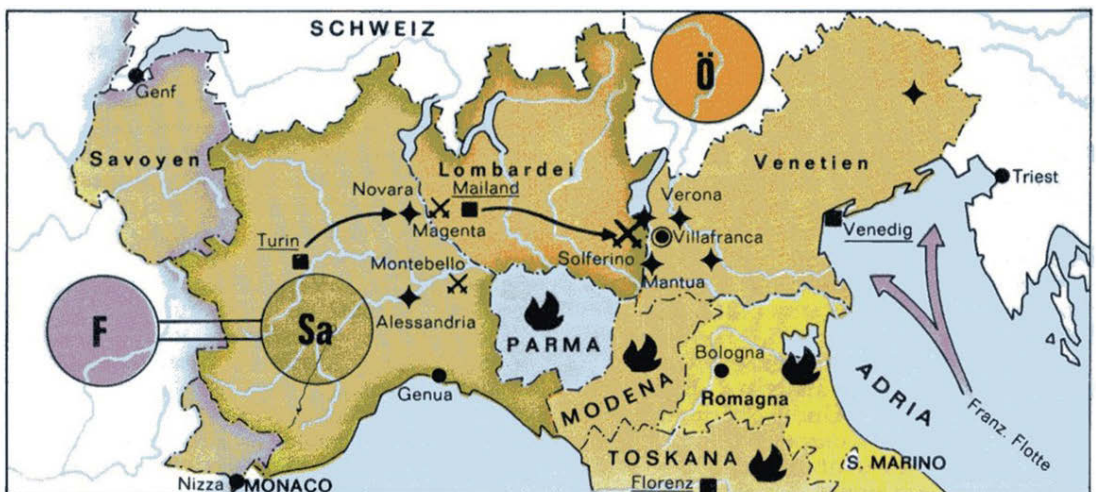 SCHWEIZ
Ö
Genf
Savoyen
Lombardei
Venetien
Novara
Mailand
Verona
Triest
Magenta
Turin
Villafranca
Venedig
Solferino
Montebello
Mantua
F
Sa
Alessandria
PARMA
Bologna
Genua
MODENA
Romagna
ADRIA
Franz. Flotte
TOSKANA
S. MARINO
Nizza
MONACO
Florenz